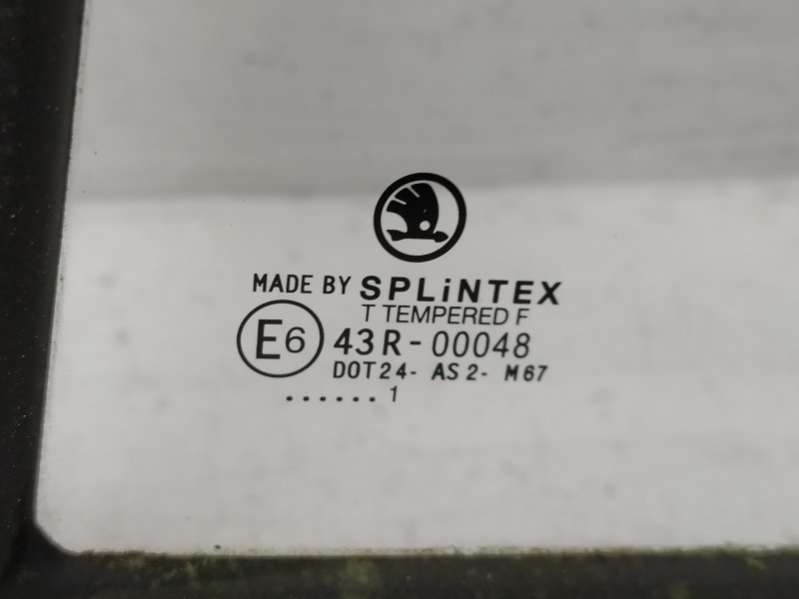 MADE BY SPLiNTEX
T TEMPERED F
E6 43R-00048
DOT24- AS2- M67
......1